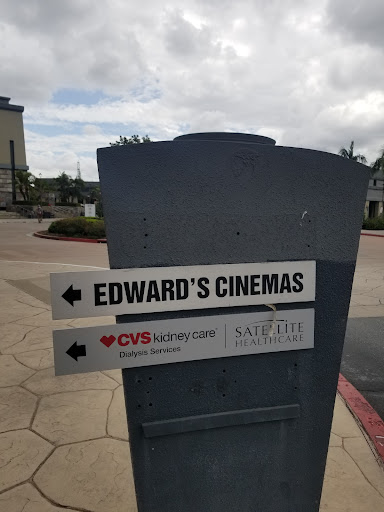 EDWARD'S CINEMAS
CVS kidney care SATELLITE
Dialysis Services HEALTHCARE